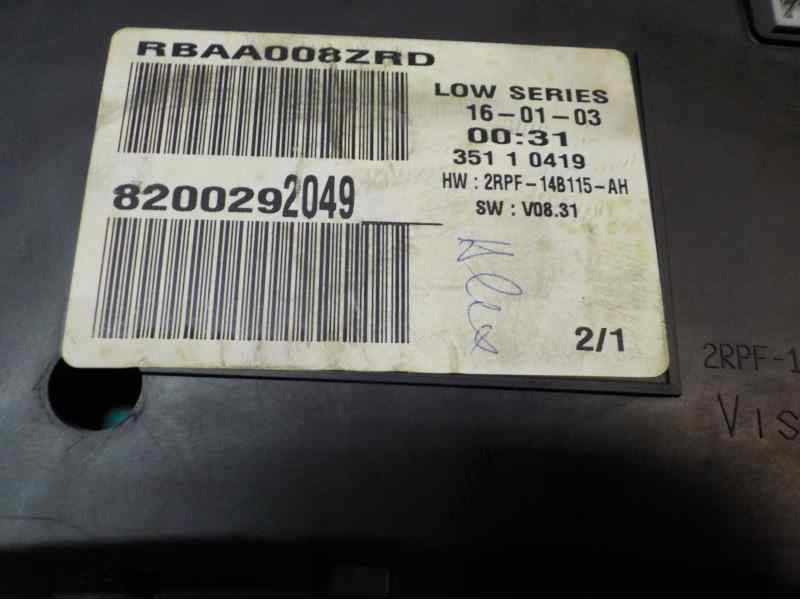 RBAA008ZRD
LOW SERIES
16-01-03
00:31
351 1 0419
HW : 2RPF-14B115-AH
SW : V08.31
8200292049
2/1
2RPF-1
VIS